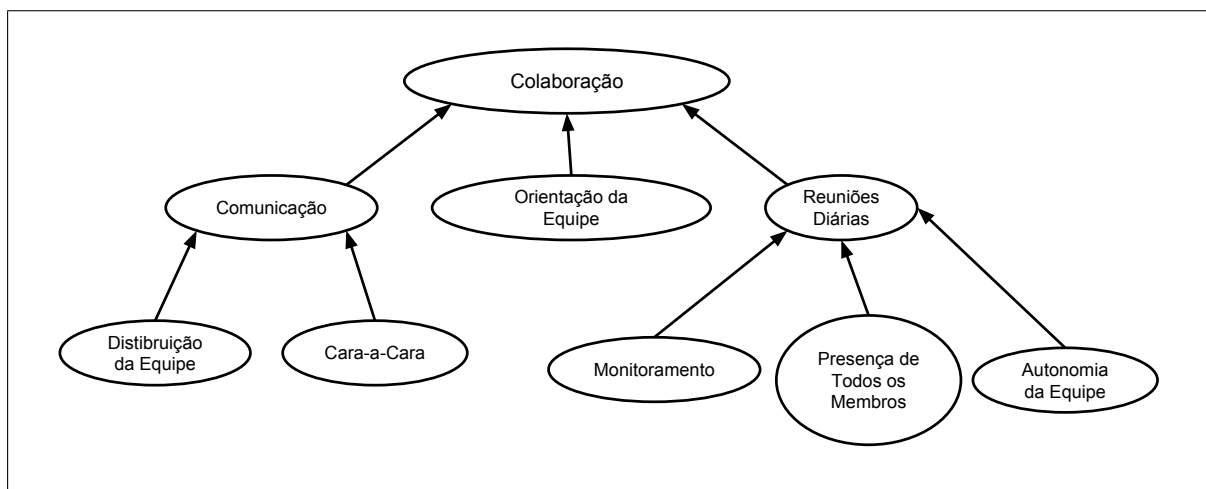 Colaboração
Comunicação
Orientação da
Equipe
Reuniões
Diárias
Distibruição
da Equipe
Cara-a-Cara
Monitoramento
Presença de
Todos os
Membros
Autonomia
da Equipe